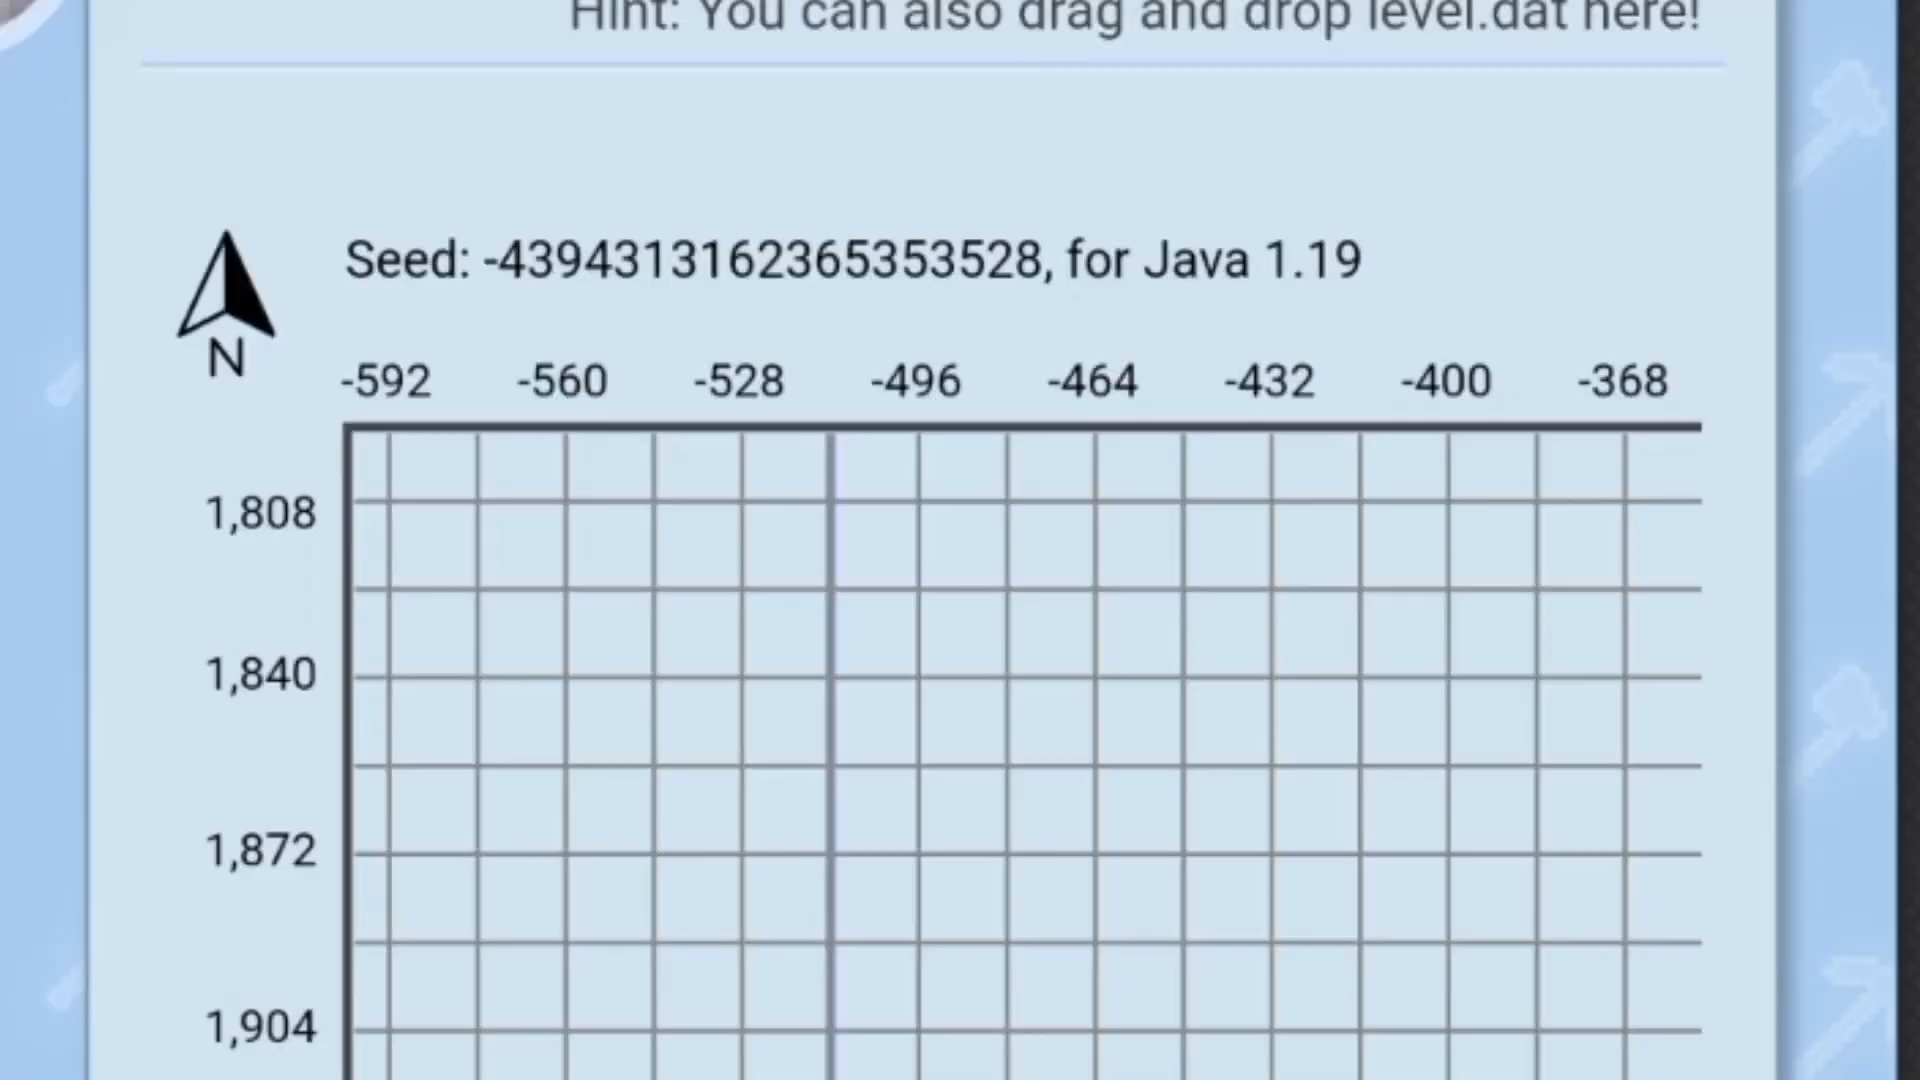 Hint: You can also drag and drop level.dat here!
Seed: -4394313162365353528, for Java 1.19
N
-592 -560 -528 -496 -464 -432 -400 -368
1,808
1,840
1,872
1,904